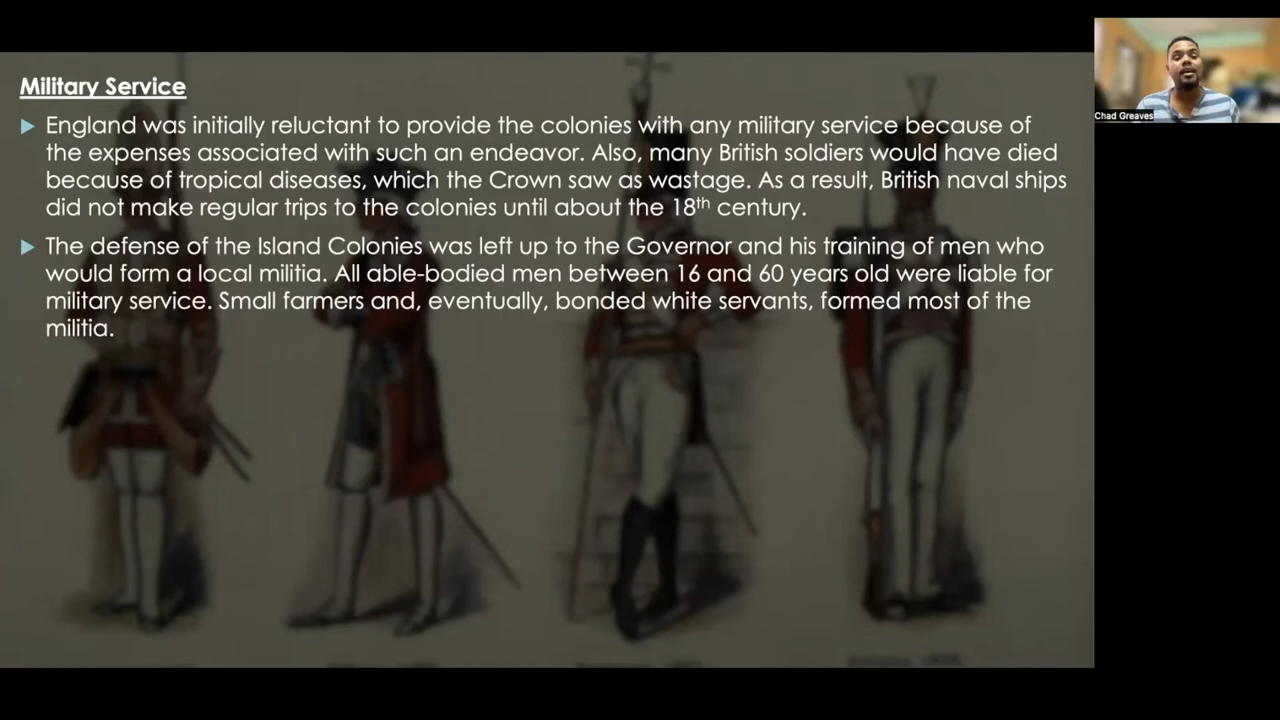 Military Service
England was initially reluctant to provide the colonies with any military service because of
the expenses associated with such an endeavor. Also, many British soldiers would have died
because of tropical diseases, which the Crown saw as wastage. As a result, British naval ships
did not make regular trips to the colonies until about the 18th century.
The defense of the Island Colonies was left up to the Governor and his training of men who
would form a local militia. All able-bodied men between 16 and 60 years old were liable for
military service. Small farmers and, eventually, bonded white servants, formed most of the
militia.
Chad Greaves